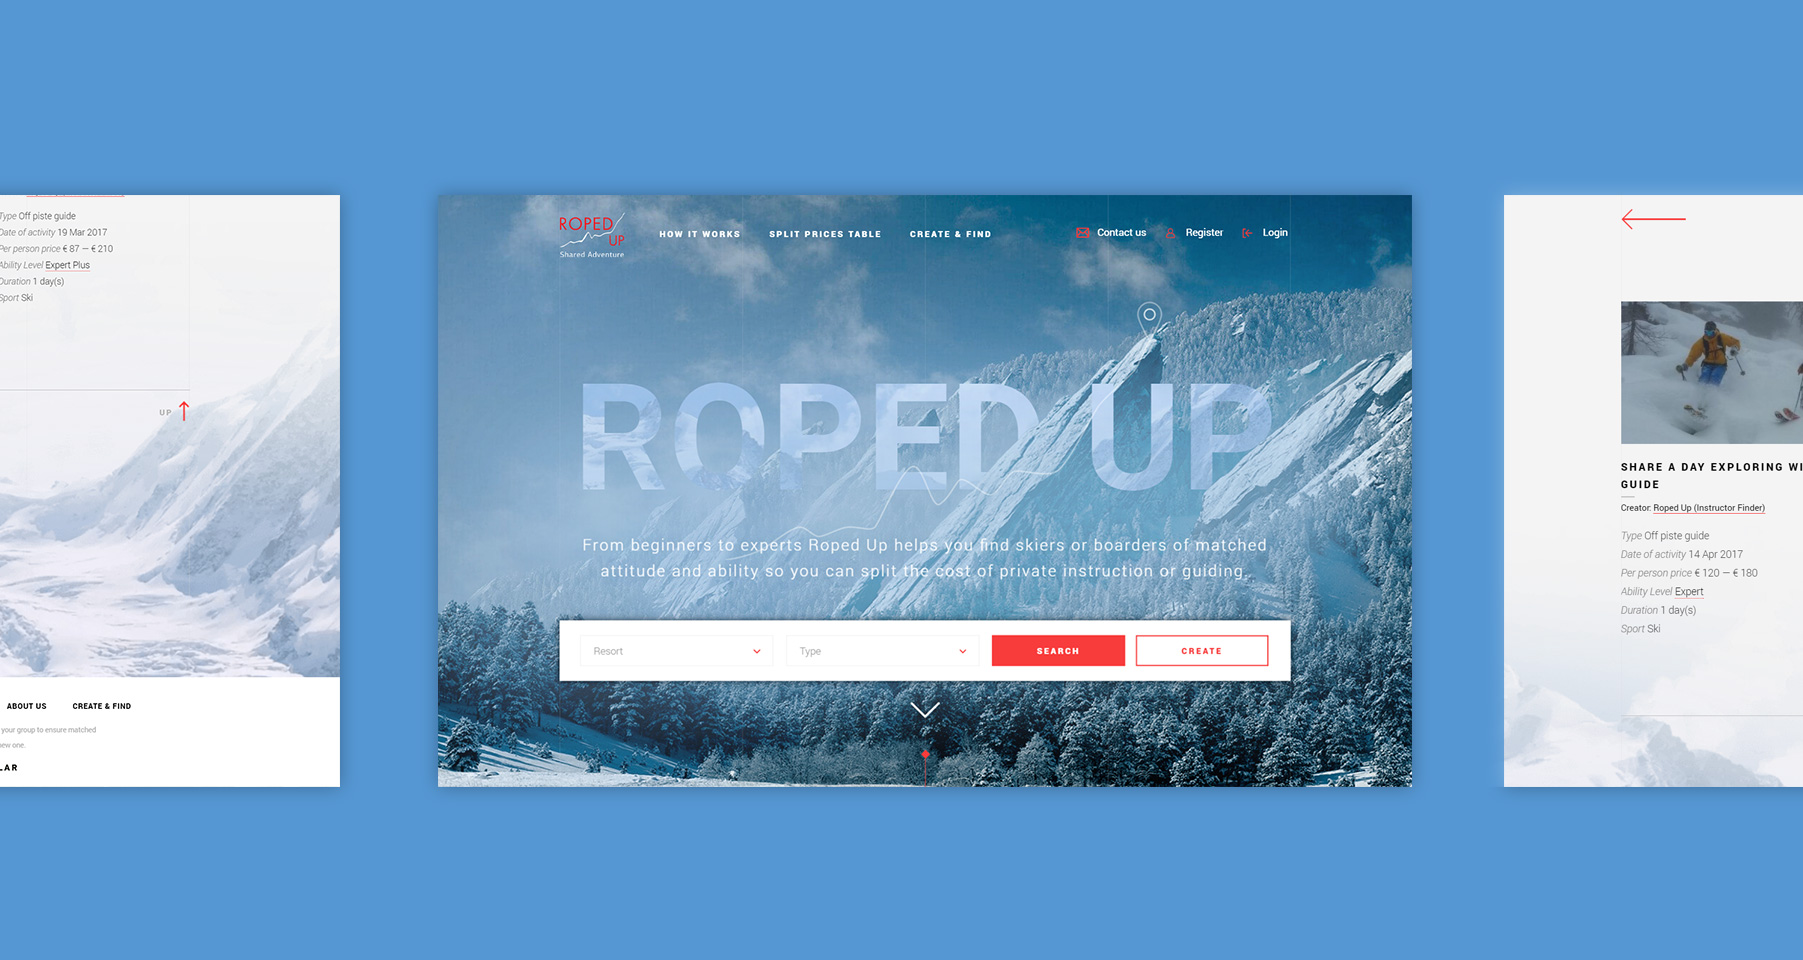 Type Off piste guide
Date of activity 19 Mar 2017
Per person price € 87 — € 210
Ability Level Expert Plus
Duration 1 day(s)
Sport Ski
UP
ABOUT US CREATE & FIND
your group to ensure matched
new one.
LAR
ROPED
UP
Shared Adventure
HOW IT WORKS SPLIT PRICES TABLE CREATE & FIND
Contact us Register Login
ROPED UP
From beginners to experts Roped Up helps you find skiers or boarders of matched
attitude and ability so you can split the cost of private instruction or guiding.
Resort Type SEARCH CREATE
SHARE A DAY EXPLORING WI
GUIDE
Creator: Roped Up (Instructor Finder)
Type Off piste guide
Date of activity 14 Apr 2017
Per person price € 120 — € 180
Ability Level Expert
Duration 1 day(s)
Sport Ski